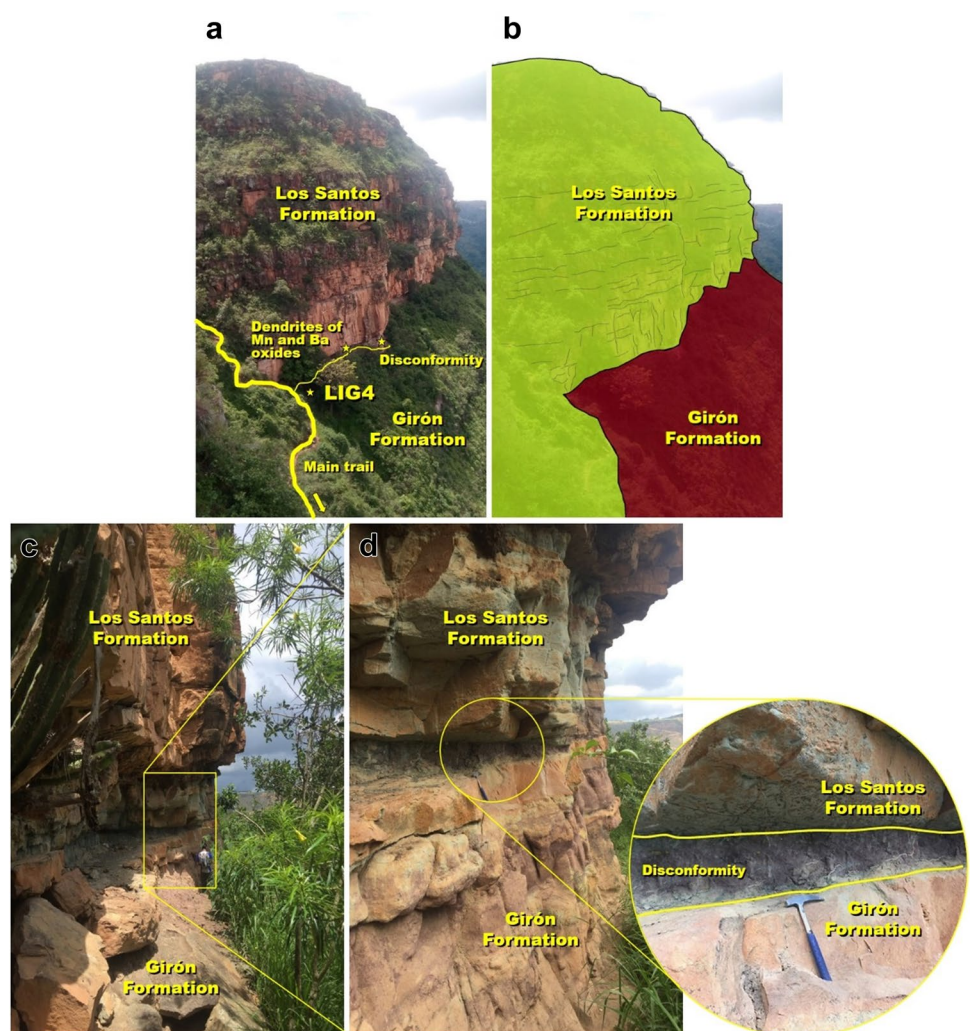 a
Los Santos
Formation
Dendrites of
Mn and Ba
oxides
Disconformity
LIG4
Girón
Formation
Main trail
b
Los Santos
Formation
Girón
Formation
c
Los Santos
Formation
Girón
Formation
d
Los Santos
Formation
Girón
Formation
Los Santos
Formation
Disconformity
Girón
Formation